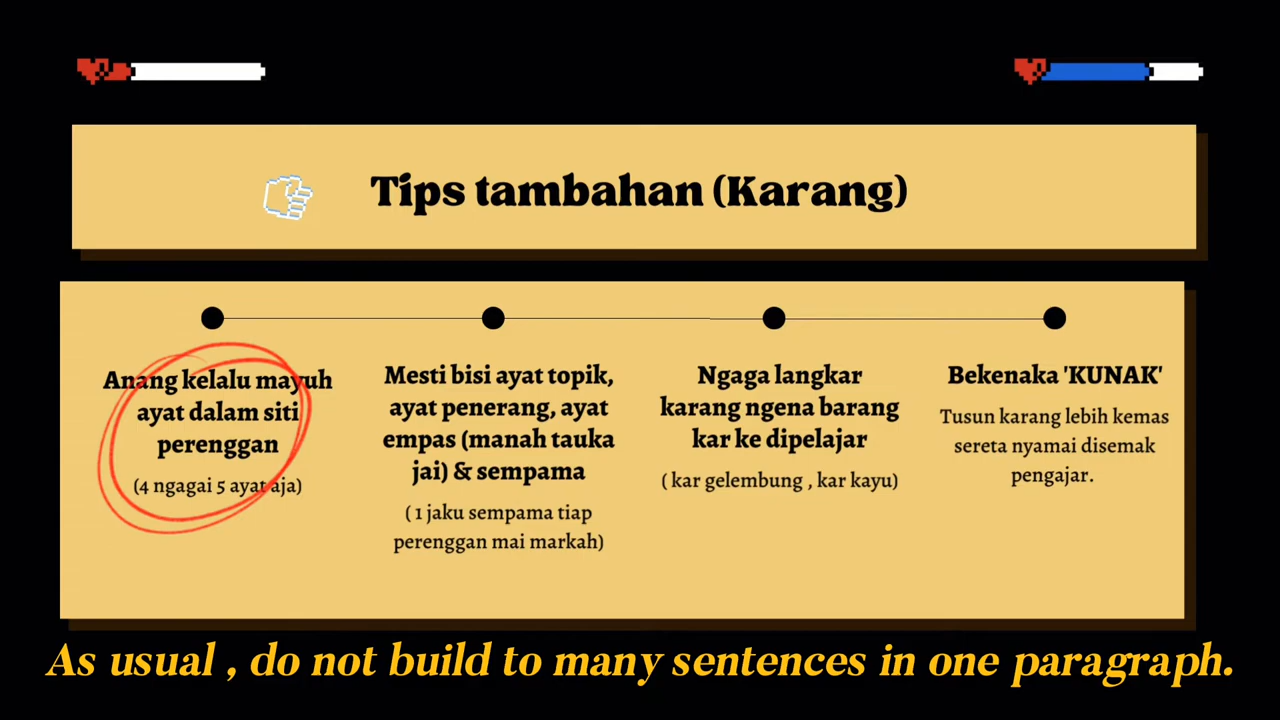 Tips tambahan (Karang)
Anang kelalu mayuh
ayat dalam siti
perenggan
(4 ngagai 5 ayat aja)
Mesti bisi ayat topik,
ayat penerang, ayat
empas (manah tauka
jai) & sempama
( 1 jaku sempama tiap
perenggan mai markah)
Ngaga langkar
karang ngena barang
kar ke dipelajar
( kar gelembung , kar kayu)
Bekenaka 'KUNAK'
Tusun karang lebih kemas
sereta nyamai disemak
pengajar.
As usual , do not build to many sentences in one paragraph.